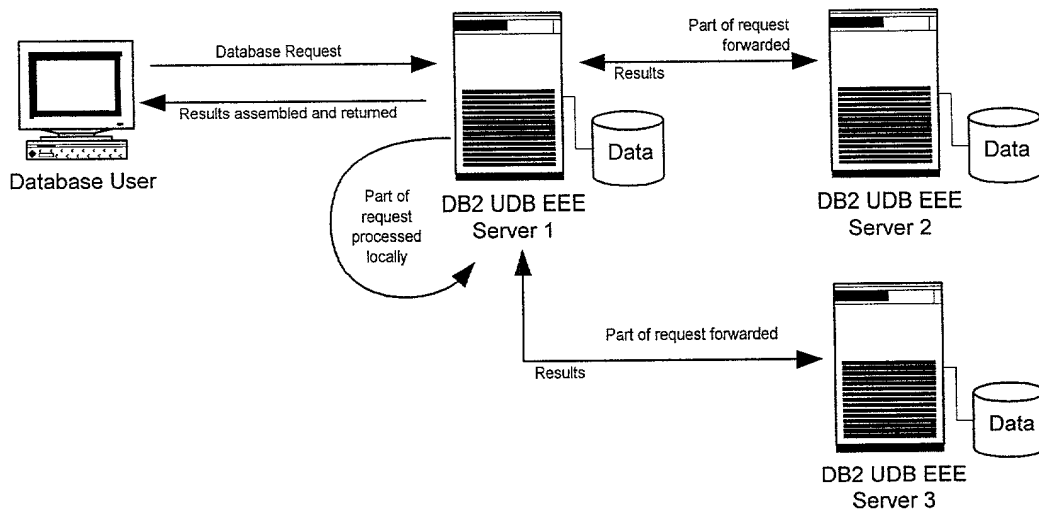 Database Request
Results assembled and returned
Database User
Part of
request
processed
locally
Data
DB2 UDB EEE
Server 1
Part of request
forwarded
Results
Data
DB2 UDB EEE
Server 2
Part of request forwarded
Results
Data
DB2 UDB EEE
Server 3